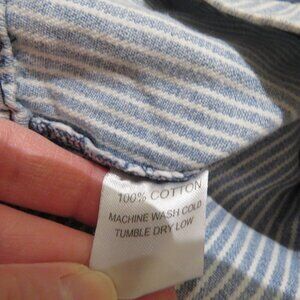 100% COTTON
MACHINE WASH COLD
TUMBLE DRY LOW